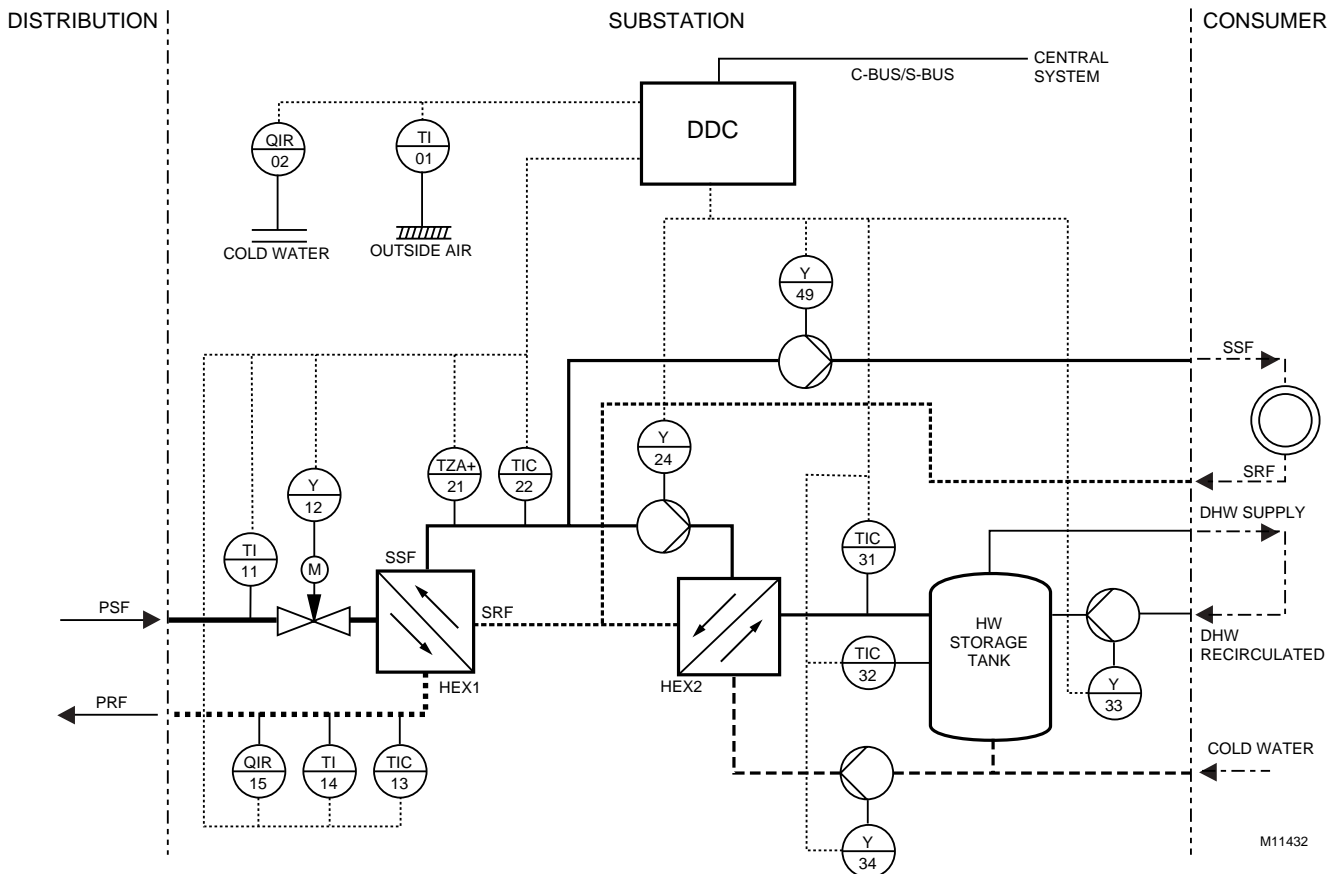 DISTRIBUTION
SUBSTATION
CONSUMER
C-BUS/S-BUS
CENTRAL
SYSTEM
DDC
QIR
02
TI
01
COLD WATER
OUTSIDE AIR
Y
49
SSF
Y
24
TZA+
21
TIC
22
Y
12
SRF
DHW SUPPLY
TI
11
M
SSF
TIC
31
PSF
SRF
HW
STORAGE
TANK
DHW
RECIRCULATED
TIC
32
HEX1
HEX2
Y
33
PRF
COLD WATER
QIR
15
TI
14
TIC
13
Y
34
M11432